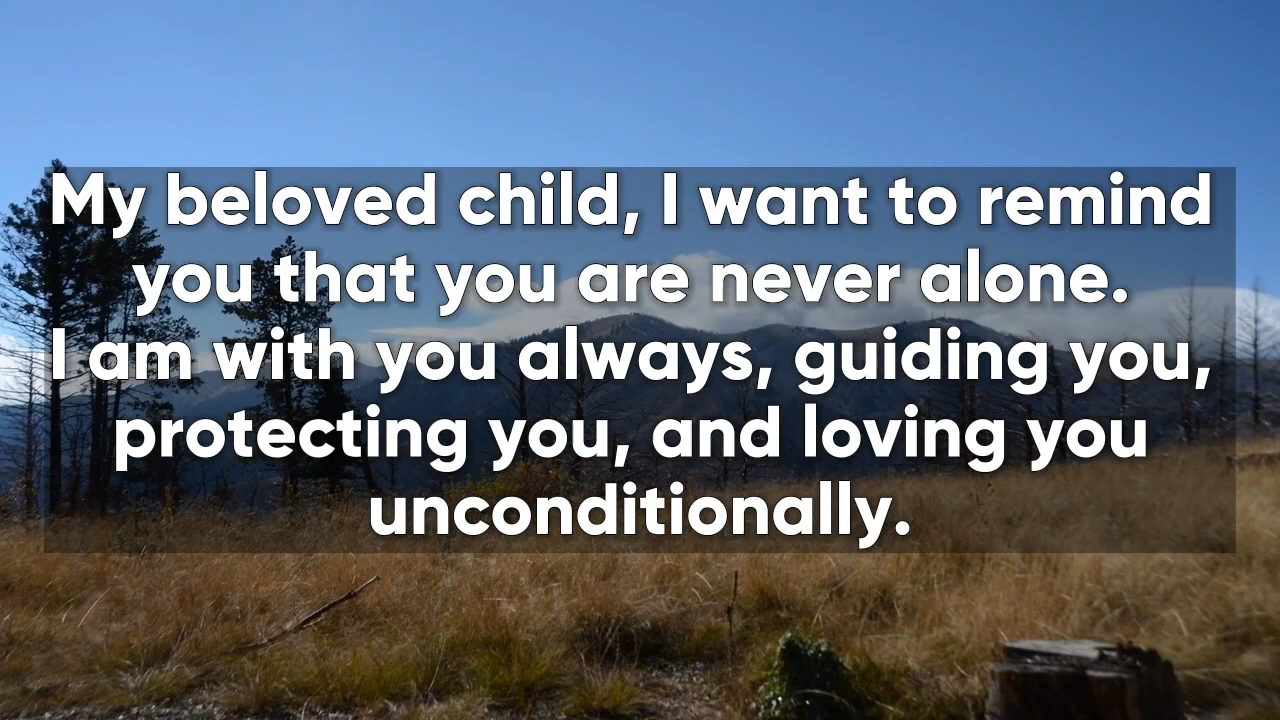 My beloved child, I want to remind
you that you are never alone.
I am with you always, guiding you,
protecting you, and loving you
unconditionally.